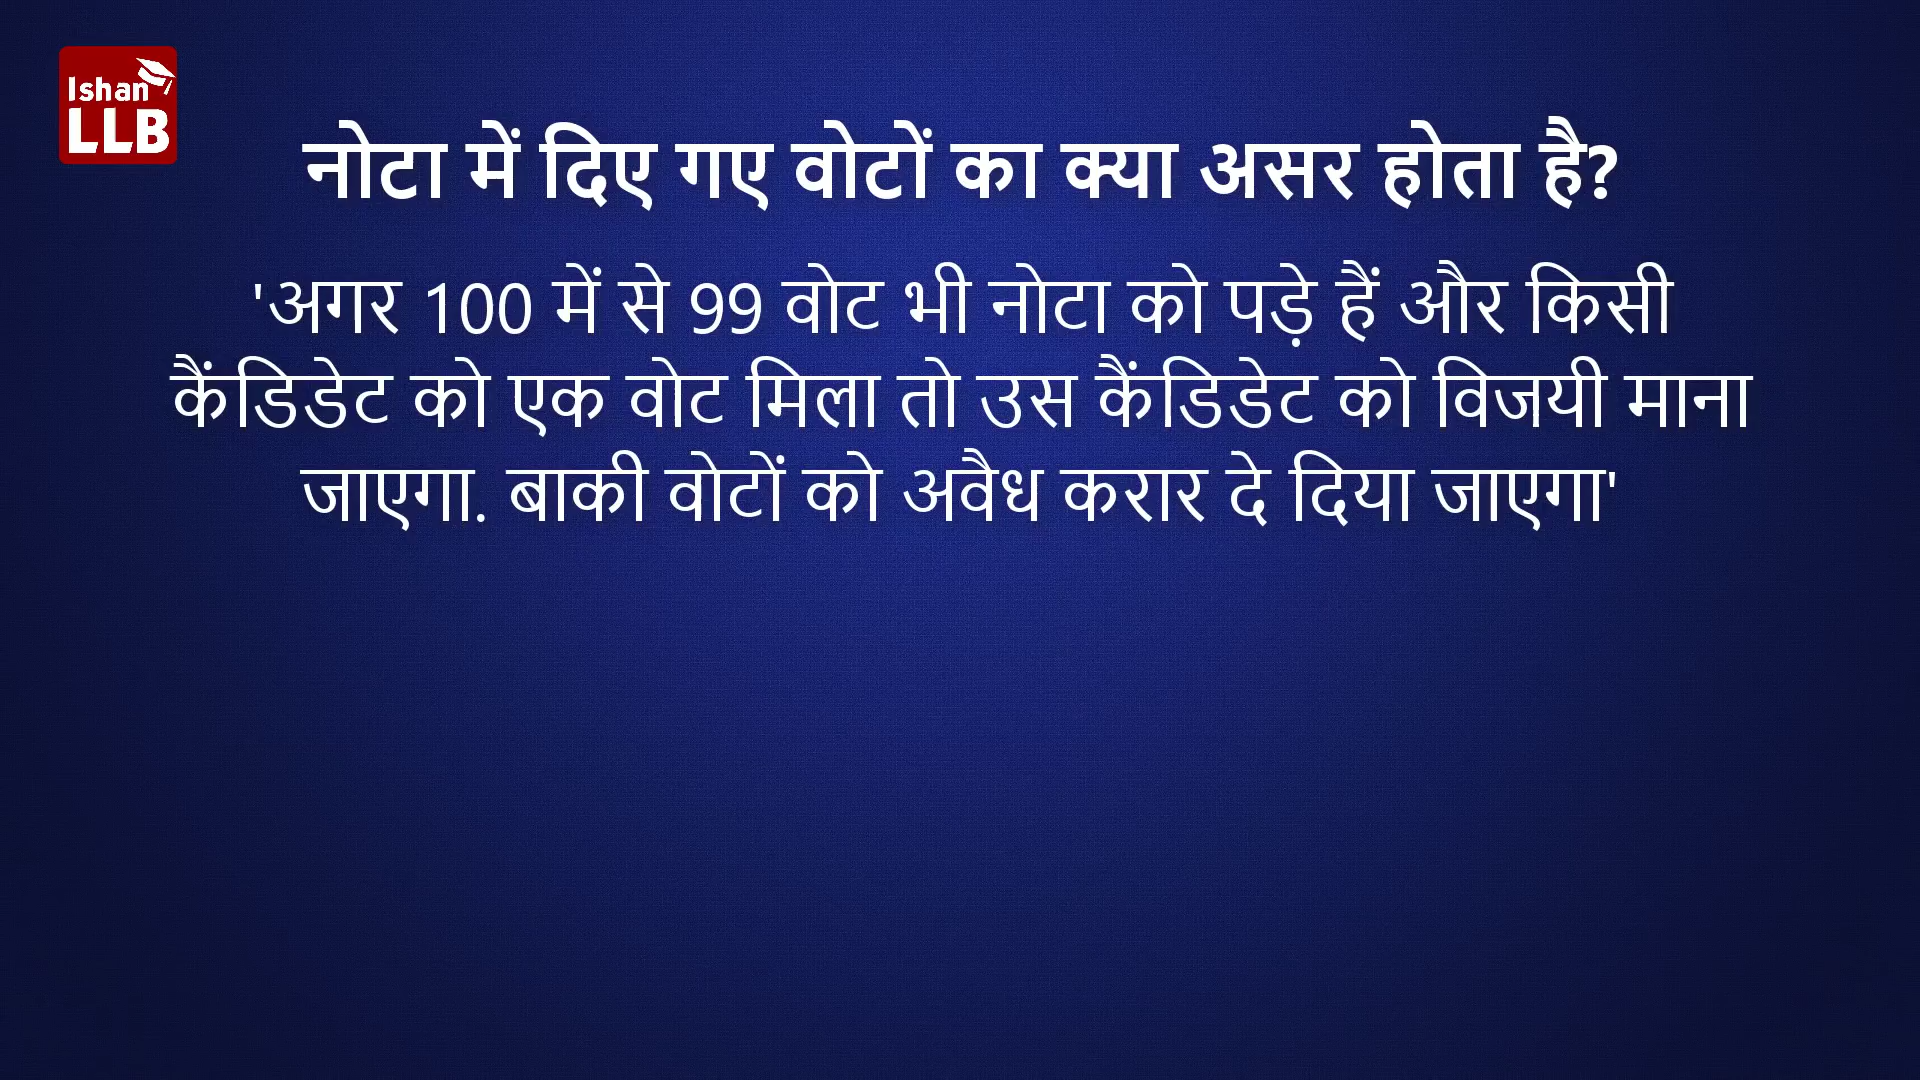 Ishan
LLB
नोटा में दिए गए वोटों का क्या असर होता है?
'अगर 100 में से 99 वोट भी नोटा को पड़े हैं और किसी
कैंडिडेट को एक वोट मिला तो उस कैंडिडेट को विजयी माना
जाएगा. बाकी वोटों को अवैध करार दे दिया जाएगा'